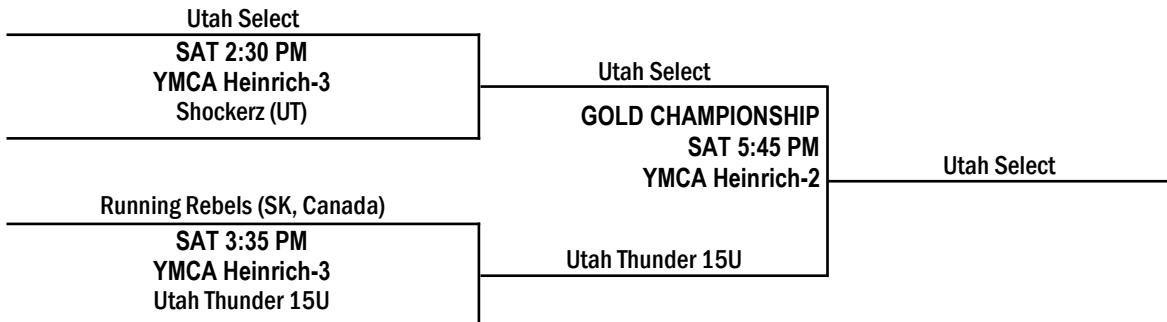 Utah Select
SAT 2:30 PM
YMCA Heinrich-3
Shockerz (UT)
Utah Select
GOLD CHAMPIONSHIP
SAT 5:45 PM
YMCA Heinrich-2
Utah Select
Running Rebels (SK, Canada)
SAT 3:35 PM
YMCA Heinrich-3
Utah Thunder 15U
Utah Thunder 15U